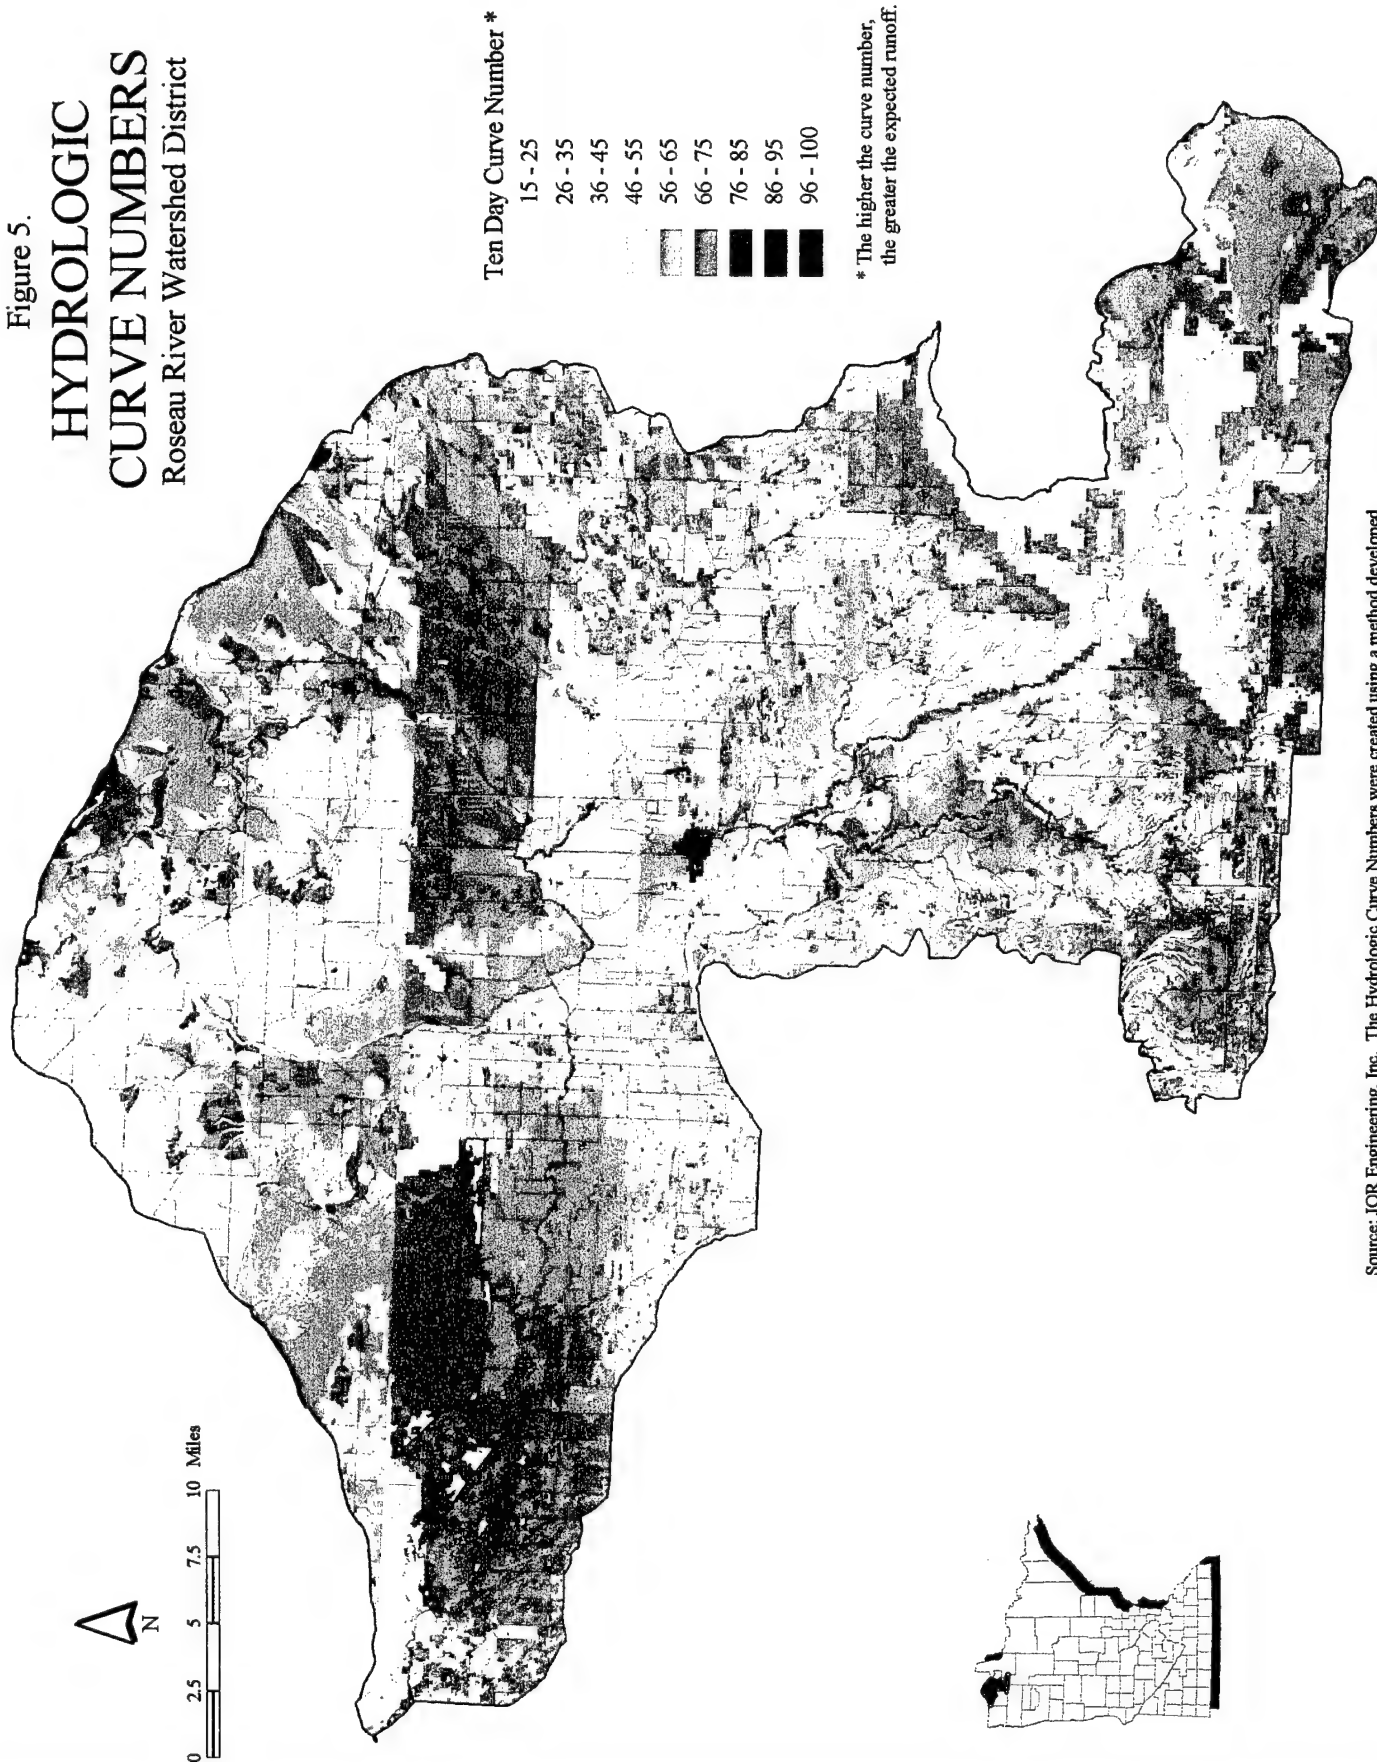 Figure 5.
HYDROLOGIC
CURVE NUMBERS
Roseau River Watershed District
Ten Day Curve Number *
15 - 25
26 - 35
36 - 45
46 - 55
56 - 65
66 - 75
76 - 85
86 - 95
96 - 100
* The higher the curve number,
the greater the expected runoff.
N
0 2.5 5 7.5 10 Miles
Source: JOR Engineering, Inc. The Hydrologic Curve Numbers were created using a method developed